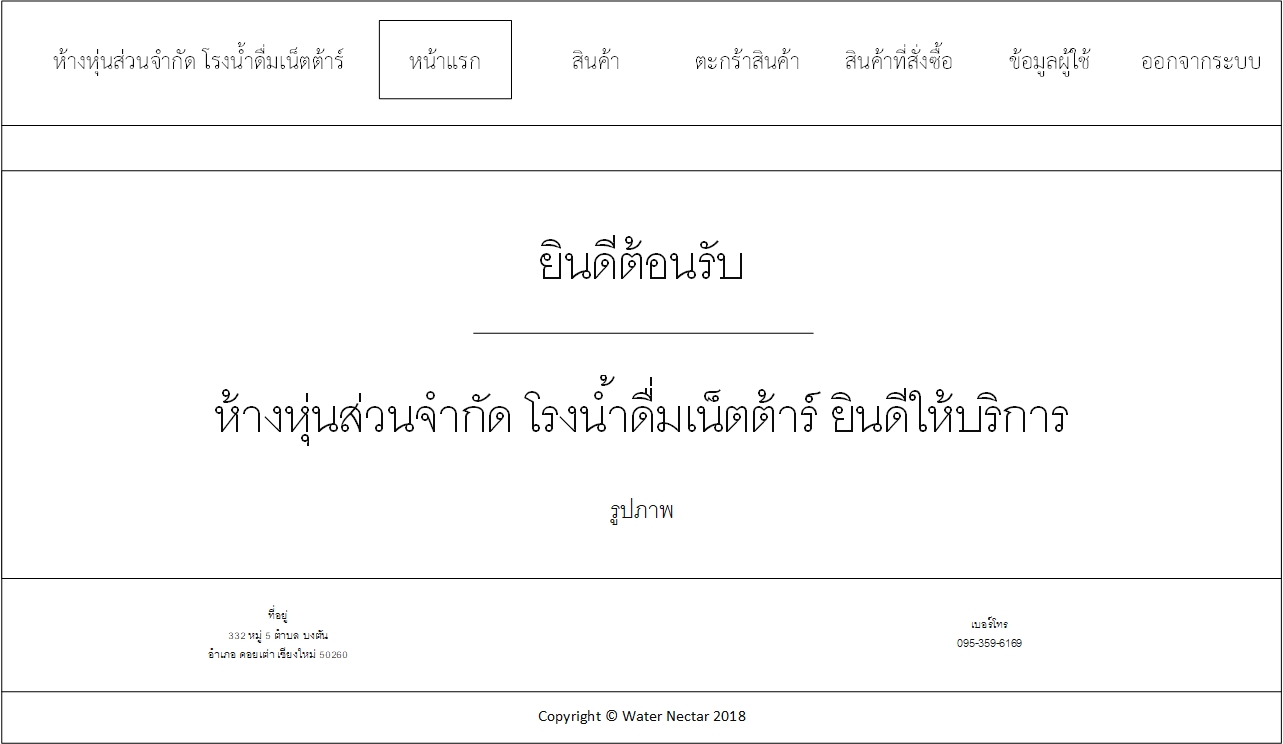 ห้างหุ่นส่วนจำกัด โรงน้ำดื่มเน็ตต้าร์ หน้าแรก สินค้า ตะกร้าสินค้า สินค้าที่สั่งซื้อ ข้อมูลผู้ใช้ ออกจากระบบ
ยินดีต้อนรับ
ห้างหุ่นส่วนจำกัด โรงน้ำดื่มเน็ตต้าร์ ยินดีให้บริการ
รูปภาพ
ที่อยู่
332 หมู่ 5 ตำบล บงตัน
อำเภอ ดอยเต่า เชียงใหม่ 50260
เบอร์โทร
095-359-6169
Copyright © Water Nectar 2018